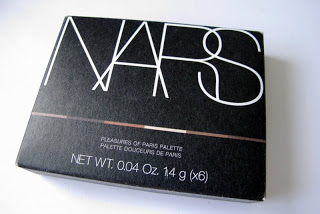 NARS
PLEASURES OF PARIS PALETTE
PALETTE DOUCEURS DE PARIS
NET WT. 0.04 Oz. 1.4 g (x6)